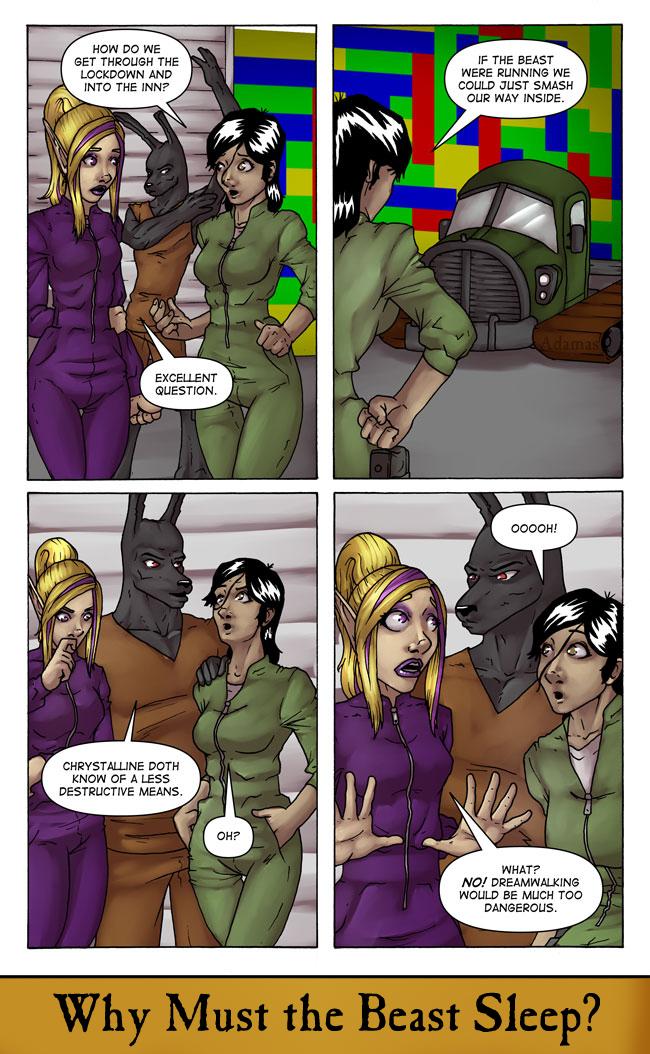 HOW DO WE
GET THROUGH THE
LOCKDOWN AND
INTO THE INN?
EXCELLENT
QUESTION.
IF THE BEAST
WERE RUNNING WE
COULD JUST SMASH
OUR WAY INSIDE.
Adamas
CHRYSTALLINE DOTH
KNOW OF A LESS
DESTRUCTIVE MEANS.
OH?
OOOOH!
WHAT?
NO! DREAMWALKING
WOULD BE MUCH TOO
DANGEROUS.
Why Must the Beast Sleep?